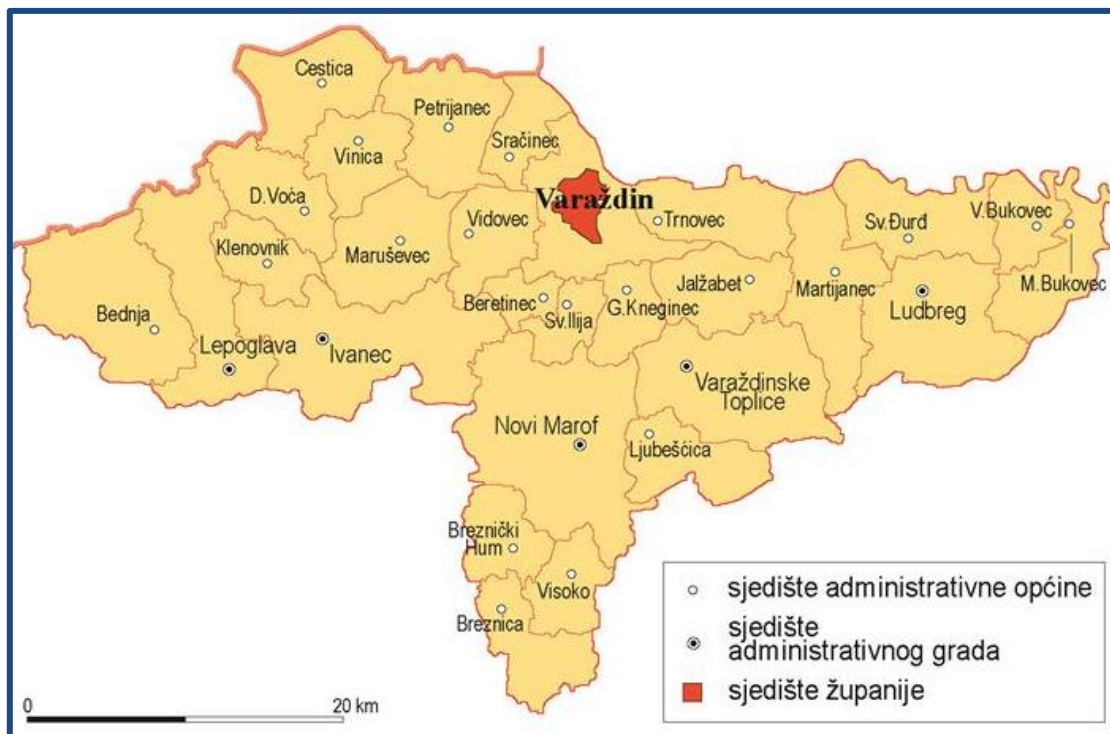 Cestica
Petrijanec
Sračinec
Vinica
Varaždin
D.Voća
Trnovec
V.Bukovec
Sv.Đurđ
Vidovec
Klenovnik
Maruševec
Jalžabet
Martijanec
M.Bukovec
Beretinec
Sv.Ilija
G.Kneginec
Ludbreg
Bednja
Lepoglava
Ivanec
Varaždinske
Toplice
Novi Marof
Ljubešćica
Breznički
Hum
Visoko
Breznica
sjedište administrativne općine
sjedište
administrativnog grada
sjedište županije
0
20 km